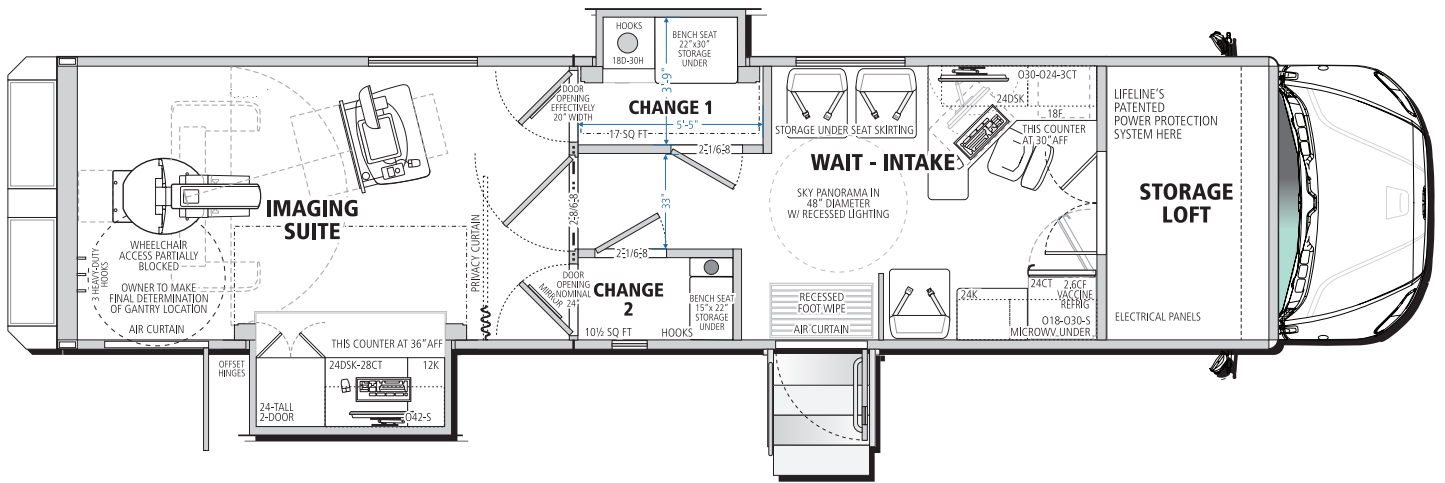 HOOKS
18D-30H
BENCH SEAT
22"x30"
STORAGE
UNDER
3'-9"
DOOR
OPENING
EFFECTIVELY
20" WIDTH
CHANGE 1
5'-5"
17 SQ FT
2-1/6-8
33"
2-8/6-8
2-1/6-8
DOOR
OPENING
NOMINAL
24"
MIRROR
CHANGE
2
10½ SQ FT
HOOKS
BENCH SEAT
15"x 22"
STORAGE
UNDER
IMAGING
SUITE
PRIVACY CURTAIN
3 HEAVY-DUTY
HOOKS
WHEELCHAIR
ACCESS PARTIALLY
BLOCKED
OWNER TO MAKE
FINAL DETERMINATION
OF GANTRY LOCATION
AIR CURTAIN
OFFSET
HINGES
THIS COUNTER AT 36" AFF
24DSK-28CT
12K
24-TALL
2-DOOR
O42-S
STORAGE UNDER SEAT SKIRTING
WAIT - INTAKE
SKY PANORAMA IN
48" DIAMETER
W/ RECESSED LIGHTING
O30-O24-3CT
24DSK
18F
THIS COUNTER
AT 30" AFF
RECESSED
FOOT WIPE
AIR CURTAIN
24K
24CT
2.6CF
VACCINE
REFRIG
O18-O30-S
MICROWV UNDER
LIFELINE'S
PATENTED
POWER PROTECTION
SYSTEM HERE
STORAGE
LOFT
ELECTRICAL PANELS